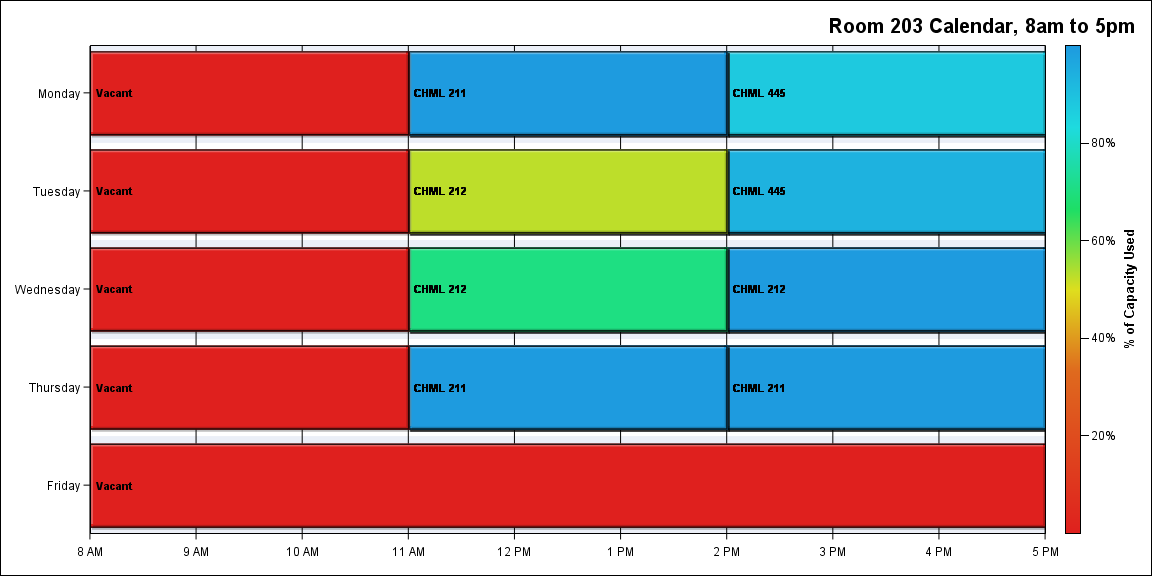 Room 203 Calendar, 8am to 5pm
Monday
Vacant
CHML 211
CHML 445
Tuesday
Vacant
CHML 212
CHML 445
Wednesday
Vacant
CHML 212
CHML 212
Thursday
Vacant
CHML 211
CHML 211
Friday
Vacant
8 AM
9 AM
10 AM
11 AM
12 PM
1 PM
2 PM
3 PM
4 PM
5 PM
80%
60%
40%
20%
% of Capacity Used